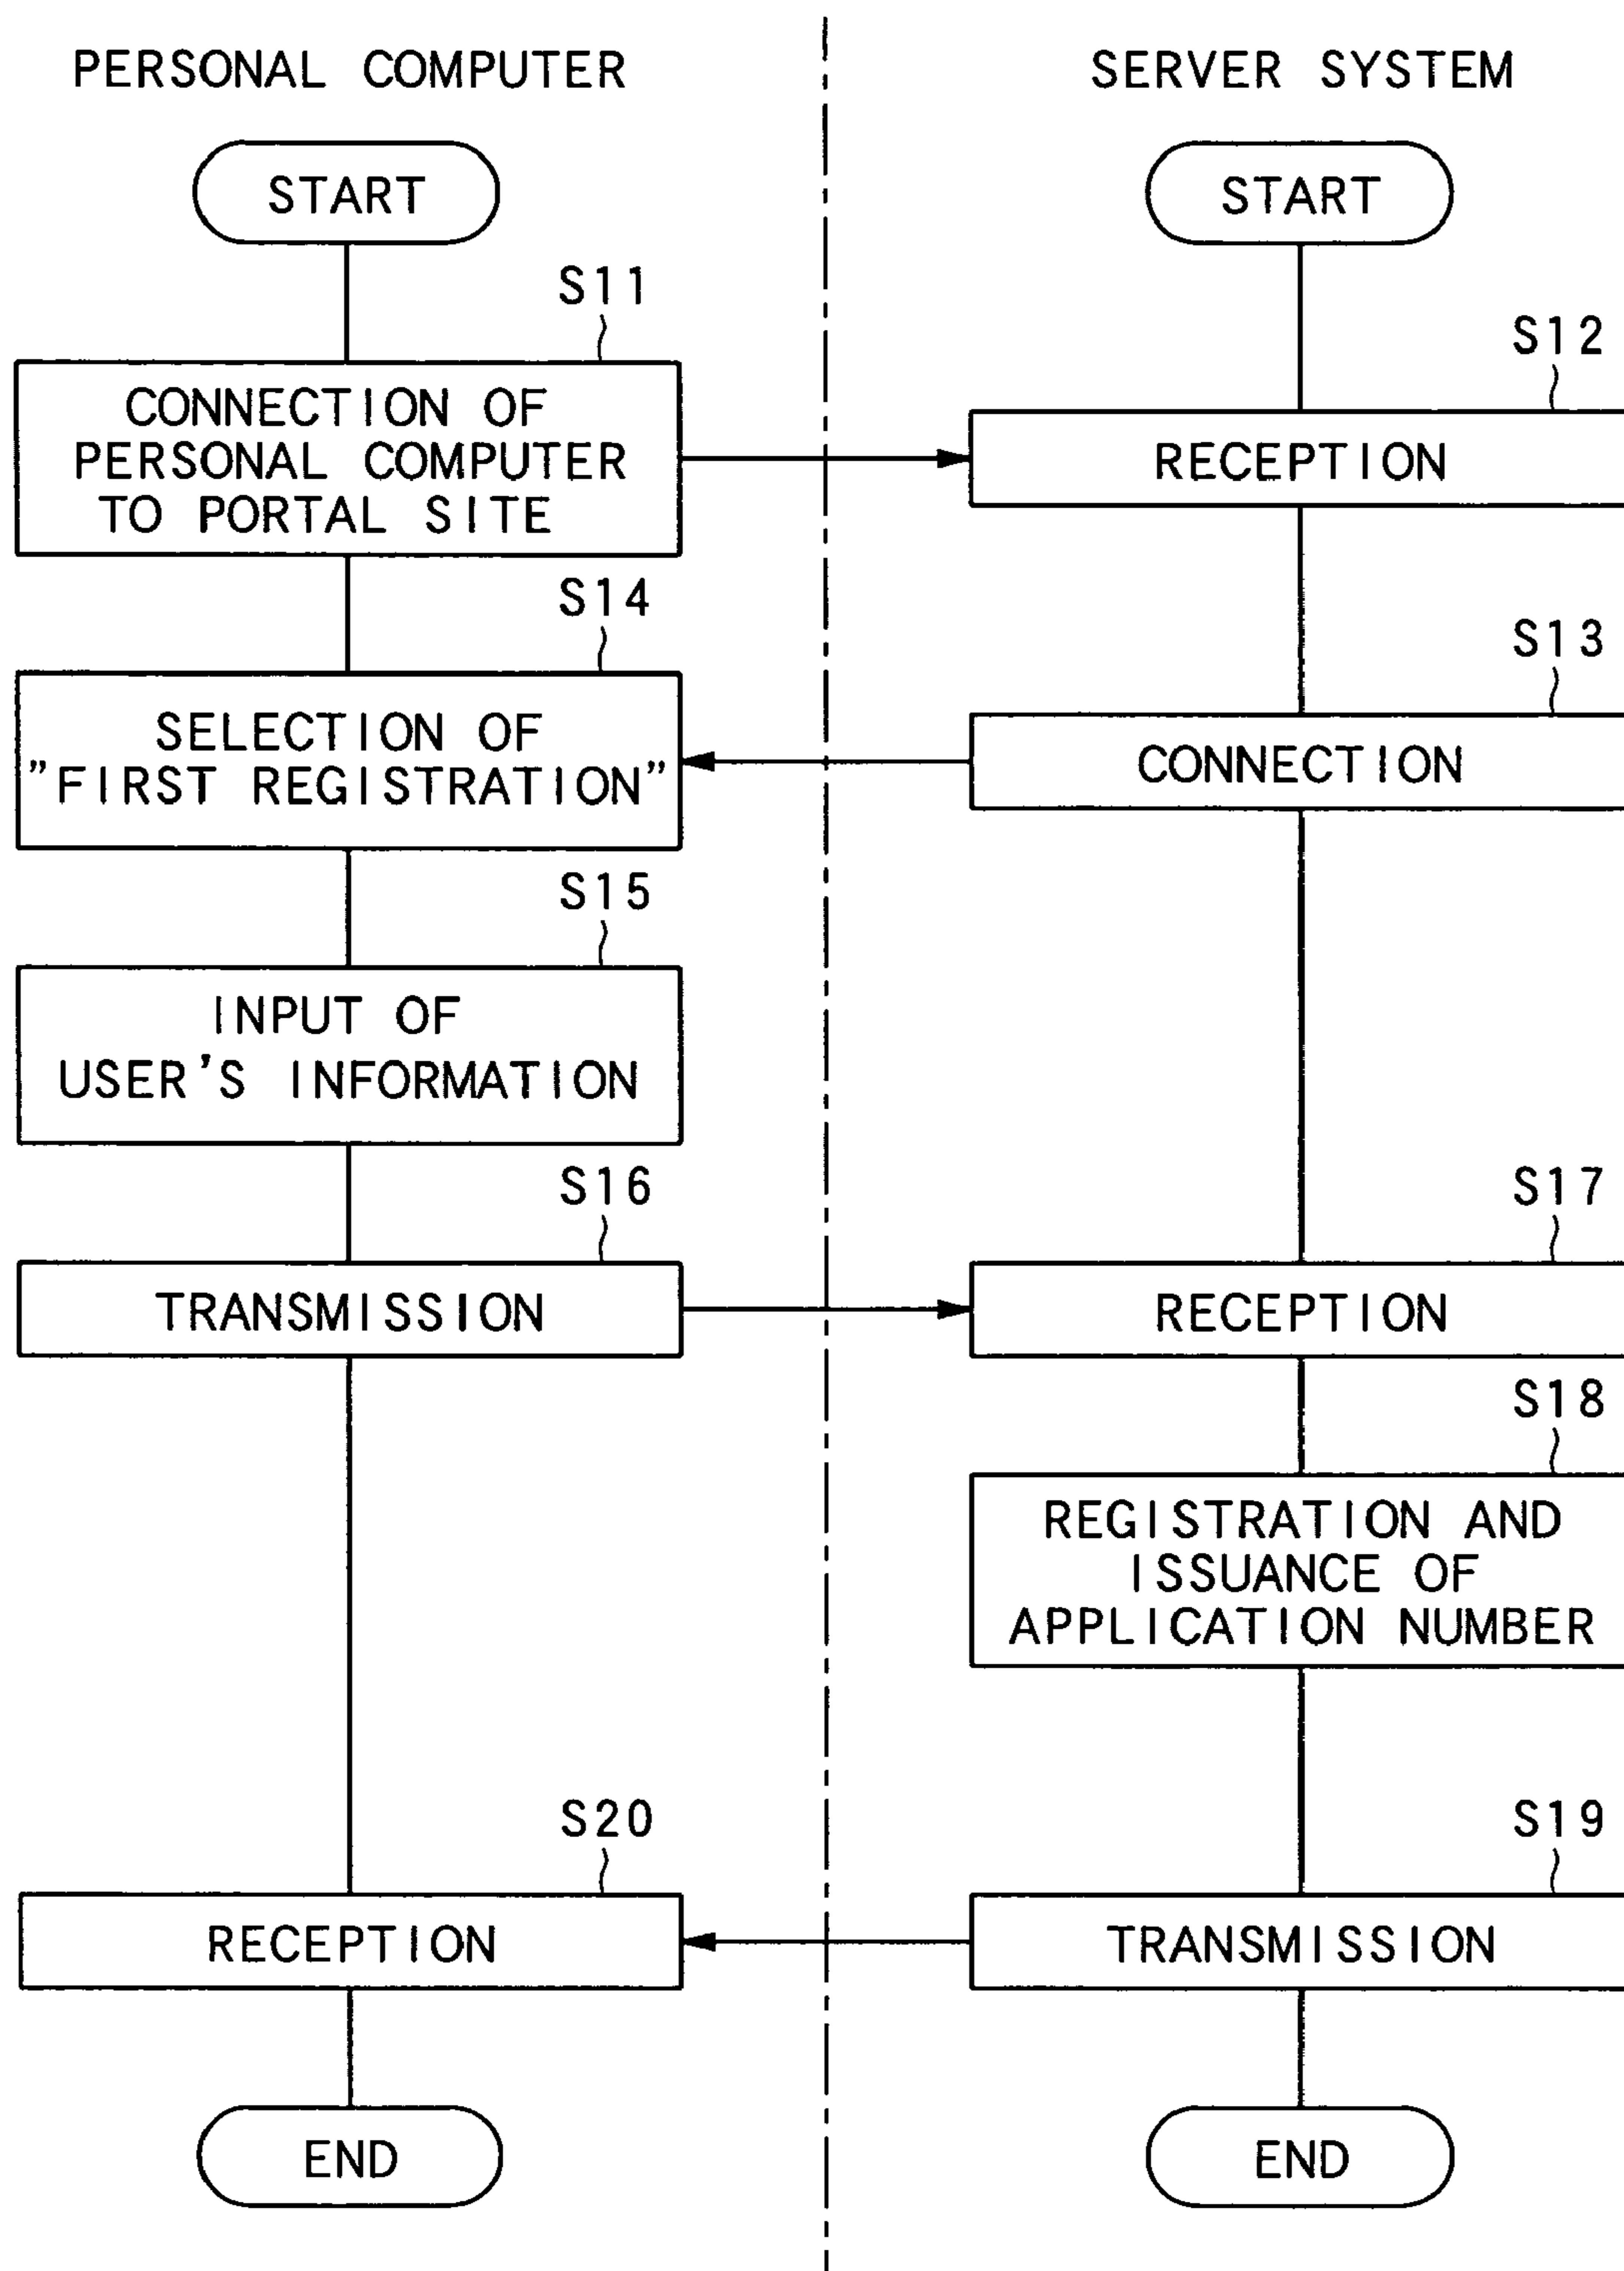 PERSONAL COMPUTER
SERVER SYSTEM
START
START
S11
S12
CONNECTION OF
PERSONAL COMPUTER
TO PORTAL SITE
RECEPTION
S14
S13
SELECTION OF
"FIRST REGISTRATION"
CONNECTION
S15
INPUT OF
USER'S INFORMATION
S16
S17
TRANSMISSION
RECEPTION
S18
REGISTRATION AND
ISSUANCE OF
APPLICATION NUMBER
S20
S19
RECEPTION
TRANSMISSION
END
END